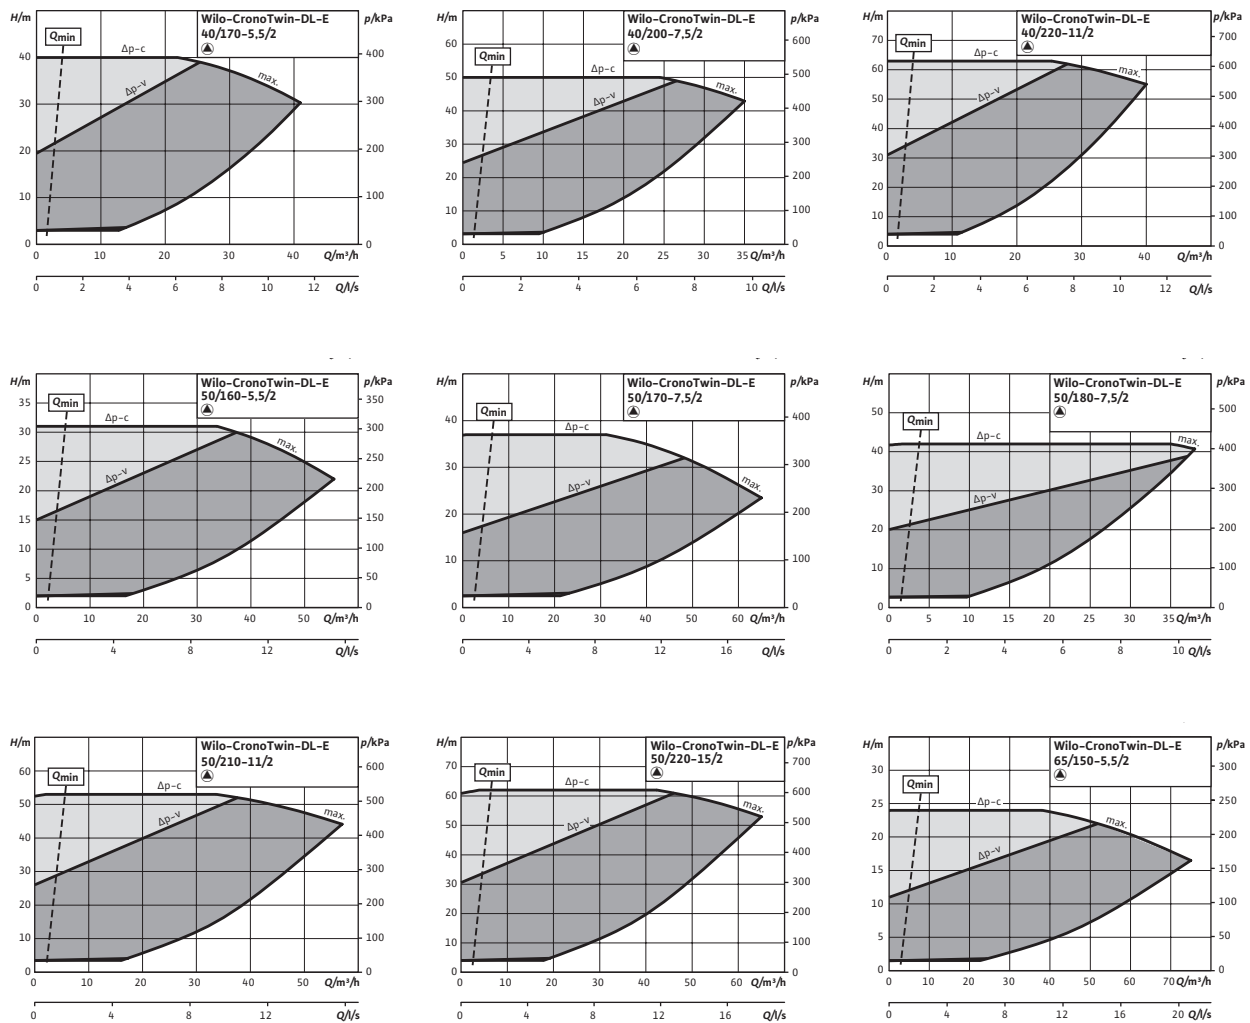 H/m
Wilo-CronoTwin-DL-E
40/170-5,5/2
p/kPa
Qmin
Δp-c
Δp-v
max.
40
30
20
10
0
400
300
200
100
0
0 10 20 30 40 Q/m³/h
0 2 4 6 8 10 12 Q/l/s
H/m
Wilo-CronoTwin-DL-E
40/200-7,5/2
p/kPa
Qmin
Δp-c
Δp-v
max.
60
50
40
30
20
10
0
600
500
400
300
200
100
0
0 5 10 15 20 25 30 35 Q/m³/h
0 2 4 6 8 10 Q/l/s
H/m
Wilo-CronoTwin-DL-E
40/220-11/2
p/kPa
Qmin
Δp-c
Δp-v
max.
70
60
50
40
30
20
10
0
700
600
500
400
300
200
100
0
0 10 20 30 40 Q/m³/h
0 2 4 6 8 10 12 Q/l/s
H/m
Wilo-CronoTwin-DL-E
50/160-5,5/2
p/kPa
Qmin
Δp-c
Δp-v
max.
35
30
25
20
15
10
5
0
350
300
250
200
150
100
50
0
0 10 20 30 40 50 Q/m³/h
0 4 8 12 Q/l/s
H/m
Wilo-CronoTwin-DL-E
50/170-7,5/2
p/kPa
Qmin
Δp-c
Δp-v
max.
40
30
20
10
0
400
300
200
100
0
0 10 20 30 40 50 60 Q/m³/h
0 4 8 12 16 Q/l/s
H/m
Wilo-CronoTwin-DL-E
50/180-7,5/2
p/kPa
Qmin
Δp-c
Δp-v
max.
50
40
30
20
10
0
500
400
300
200
100
0
0 5 10 15 20 25 30 35 Q/m³/h
0 2 4 6 8 10 Q/l/s
H/m
Wilo-CronoTwin-DL-E
50/210-11/2
p/kPa
Qmin
Δp-c
Δp-v
max.
60
50
40
30
20
10
0
600
500
400
300
200
100
0
0 10 20 30 40 50 Q/m³/h
0 4 8 12 Q/l/s
H/m
Wilo-CronoTwin-DL-E
50/220-15/2
p/kPa
Qmin
Δp-c
Δp-v
max.
70
60
50
40
30
20
10
0
700
600
500
400
300
200
100
0
0 10 20 30 40 50 60 Q/m³/h
0 4 8 12 16 Q/l/s
H/m
Wilo-CronoTwin-DL-E
65/150-5,5/2
p/kPa
Qmin
Δp-c
Δp-v
max.
30
25
20
15
10
5
0
300
250
200
150
100
50
0
0 10 20 30 40 50 60 70 Q/m³/h
0 4 8 12 16 20 Q/l/s